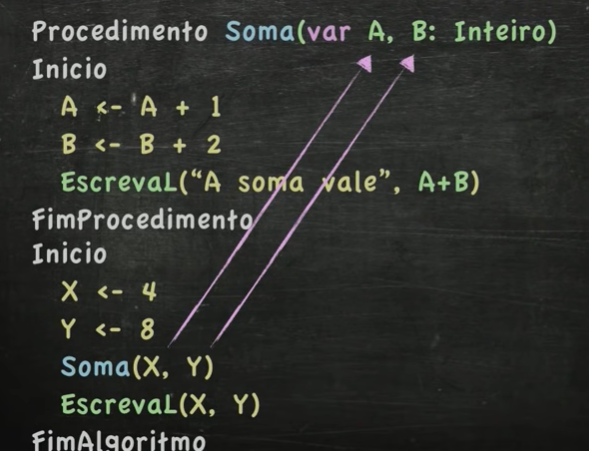 Procedimento Soma(var A, B: Inteiro)
Inicio
A <- A + 1
B <- B + 2
EscrevaL(“A soma vale”, A+B)
FimProcedimento
Inicio
X <- 4
Y <- 8
Soma(X, Y)
EscrevaL(X, Y)
FimAlgoritmo